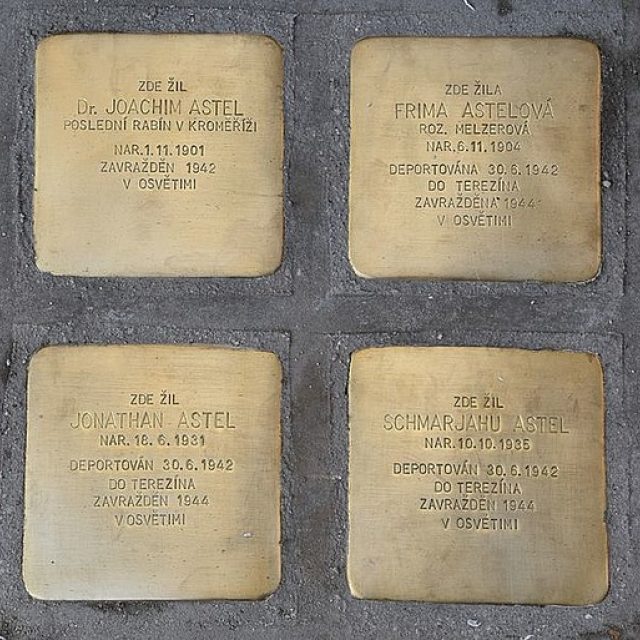 ZDE ŽIL
Dr. JOACHIM ASTEL
POSLEDNÍ RABÍN V KROMĚŘÍŽI
NAR.1.11.1901
ZAVRAŽDĚN 1942
V OSVĚTIMI
ZDE ŽILA
FRIMA ASTELOVÁ
ROZ. MELZEROVÁ
NAR.6.11.1904
DEPORTOVÁNA 30.6.1942
DO TEREZÍNA
ZAVRAŽDĚNA 1944
V OSVĚTIMI
ZDE ŽIL
JONATHAN ASTEL
NAR. 18.6.1931
DEPORTOVÁN 30.6.1942
DO TEREZÍNA
ZAVRAŽDĚN 1944
V OSVĚTIMI
ZDE ŽIL
SCHMARJAHU ASTEL
NAR.10.10.1935
DEPORTOVÁN 30.6.1942
DO TEREZÍNA
ZAVRAŽDĚN 1944
V OSVĚTIMI